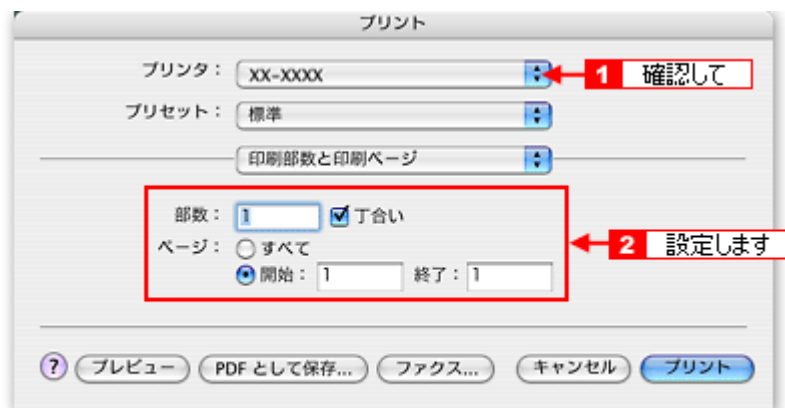 プリント
プリンタ： XX-XXXX 1 確認して
プリセット： 標準
印刷部数と印刷ページ
部数： 1 丁合い
ページ： すべて
2 設定します
開始： 1 終了： 1
? プレビュー PDF として保存... ファクス... キャンセル プリント